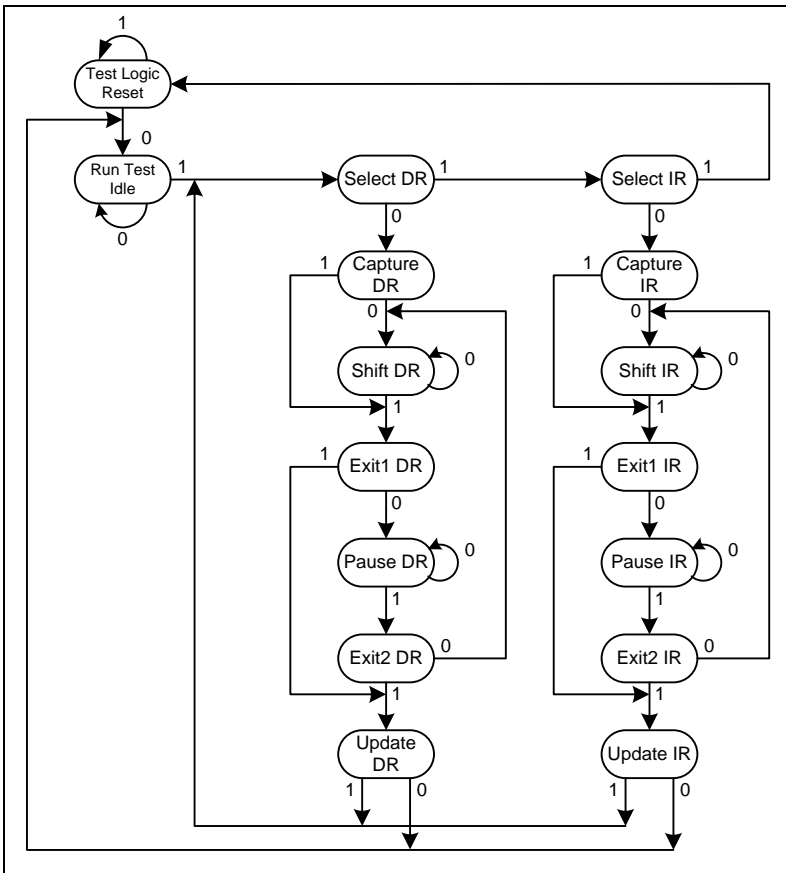 1
Test Logic
Reset
0
Run Test
Idle
1
0
Select DR
1
0
Select IR
1
0
Capture
DR
1
0
Capture
IR
1
0
Shift DR
0
1
Shift IR
0
1
Exit1 DR
1
0
Exit1 IR
1
0
Pause DR
0
1
Pause IR
0
1
Exit2 DR
0
1
Exit2 IR
0
1
Update
DR
1
0
Update IR
1
0